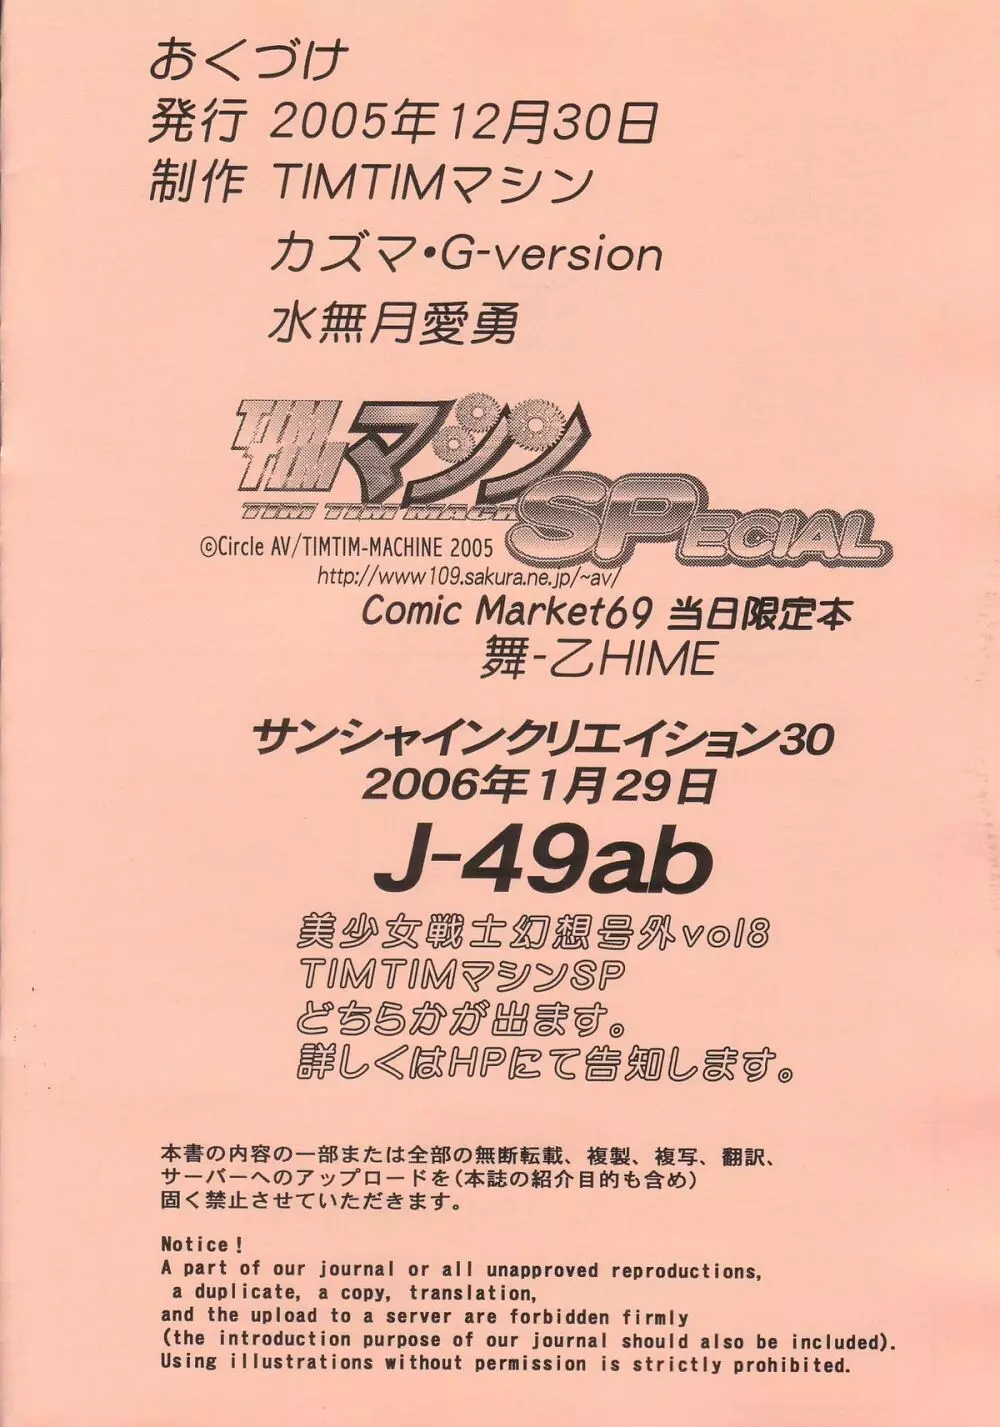 おくづけ
発行 2005年12月30日
制作 TIMTIMマシン
カズマ・G-version
水無月愛勇
TIM
TIM マシン
TIM TIM MACH
SPECIAL
©Circle AV/TIMTIM-MACHINE 2005
http://www109.sakura.ne.jp/~av/
Comic Market69 当日限定本
舞-乙HIME
サンシャインクリエイション30
2006年1月29日
J-49ab
美少女戦士幻想号外vol8
TIMTIMマシンSP
どちらかが出ます。
詳しくはHPにて告知します。
本書の内容の一部または全部の無断転載、複製、複写、翻訳、
サーバーへのアップロードを(本誌の紹介目的も含め)
固く禁止させていただきます。
Notice!
A part of our journal or all unapproved reproductions,
a duplicate, a copy, translation,
and the upload to a server are forbidden firmly
(the introduction purpose of our journal should also be included).
Using illustrations without permission is strictly prohibited.